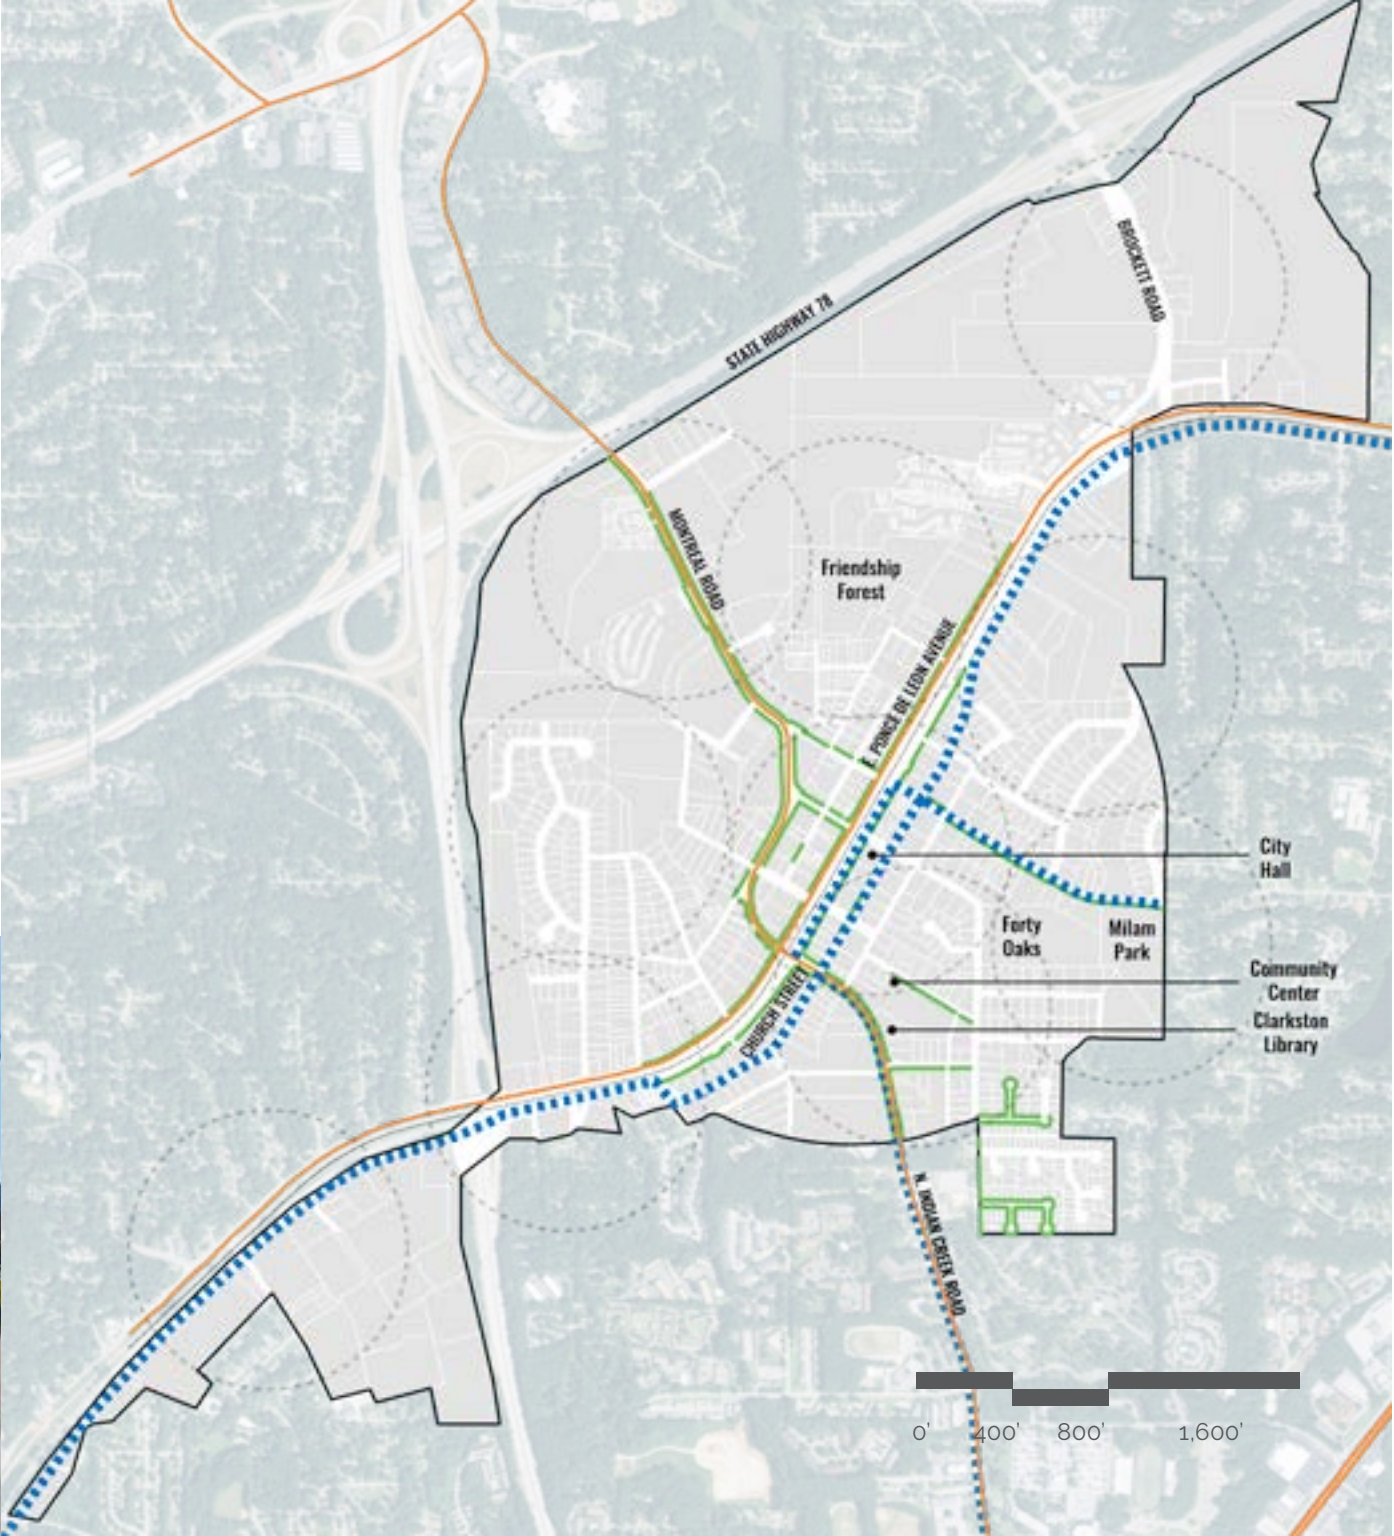 BROCKETT ROAD
STATE HIGHWAY 78
MONTREAL ROAD
Friendship
Forest
E. PONCE DE LEON AVENUE
City
Hall
Forty
Oaks
Milam
Park
Community
Center
CHURCH STREET
Clarkston
Library
N. INDIAN CREEK ROAD
0' 400' 800' 1,600'